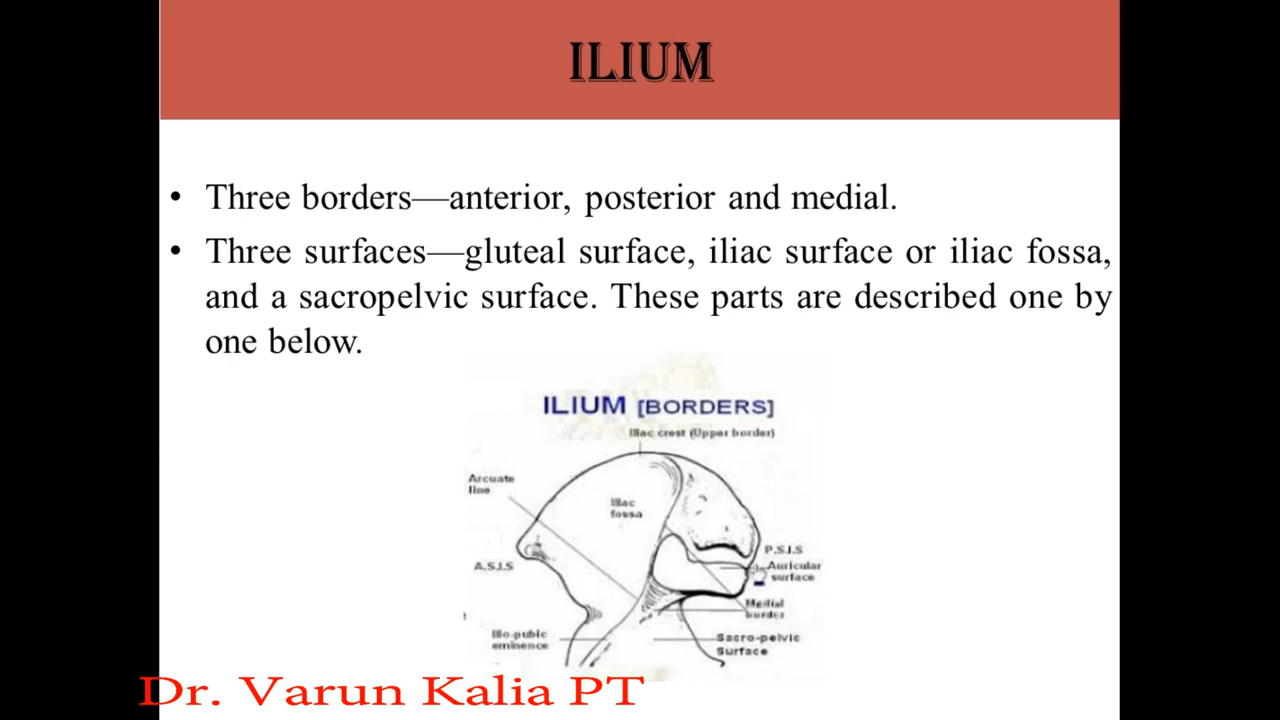 ILIUM
• Three borders—anterior, posterior and medial.
• Three surfaces—gluteal surface, iliac surface or iliac fossa,
and a sacropelvic surface. These parts are described one by
one below.
ILIUM [BORDERS]
Iliac crest (Upper border)
Arcuate
line
Iliac
fossa
P.S.I.S
A.S.I.S
Auricular
surface
Medial
border
Ilio-pubic
eminence
Sacro-pelvic
Surface
Dr. Varun Kalia PT